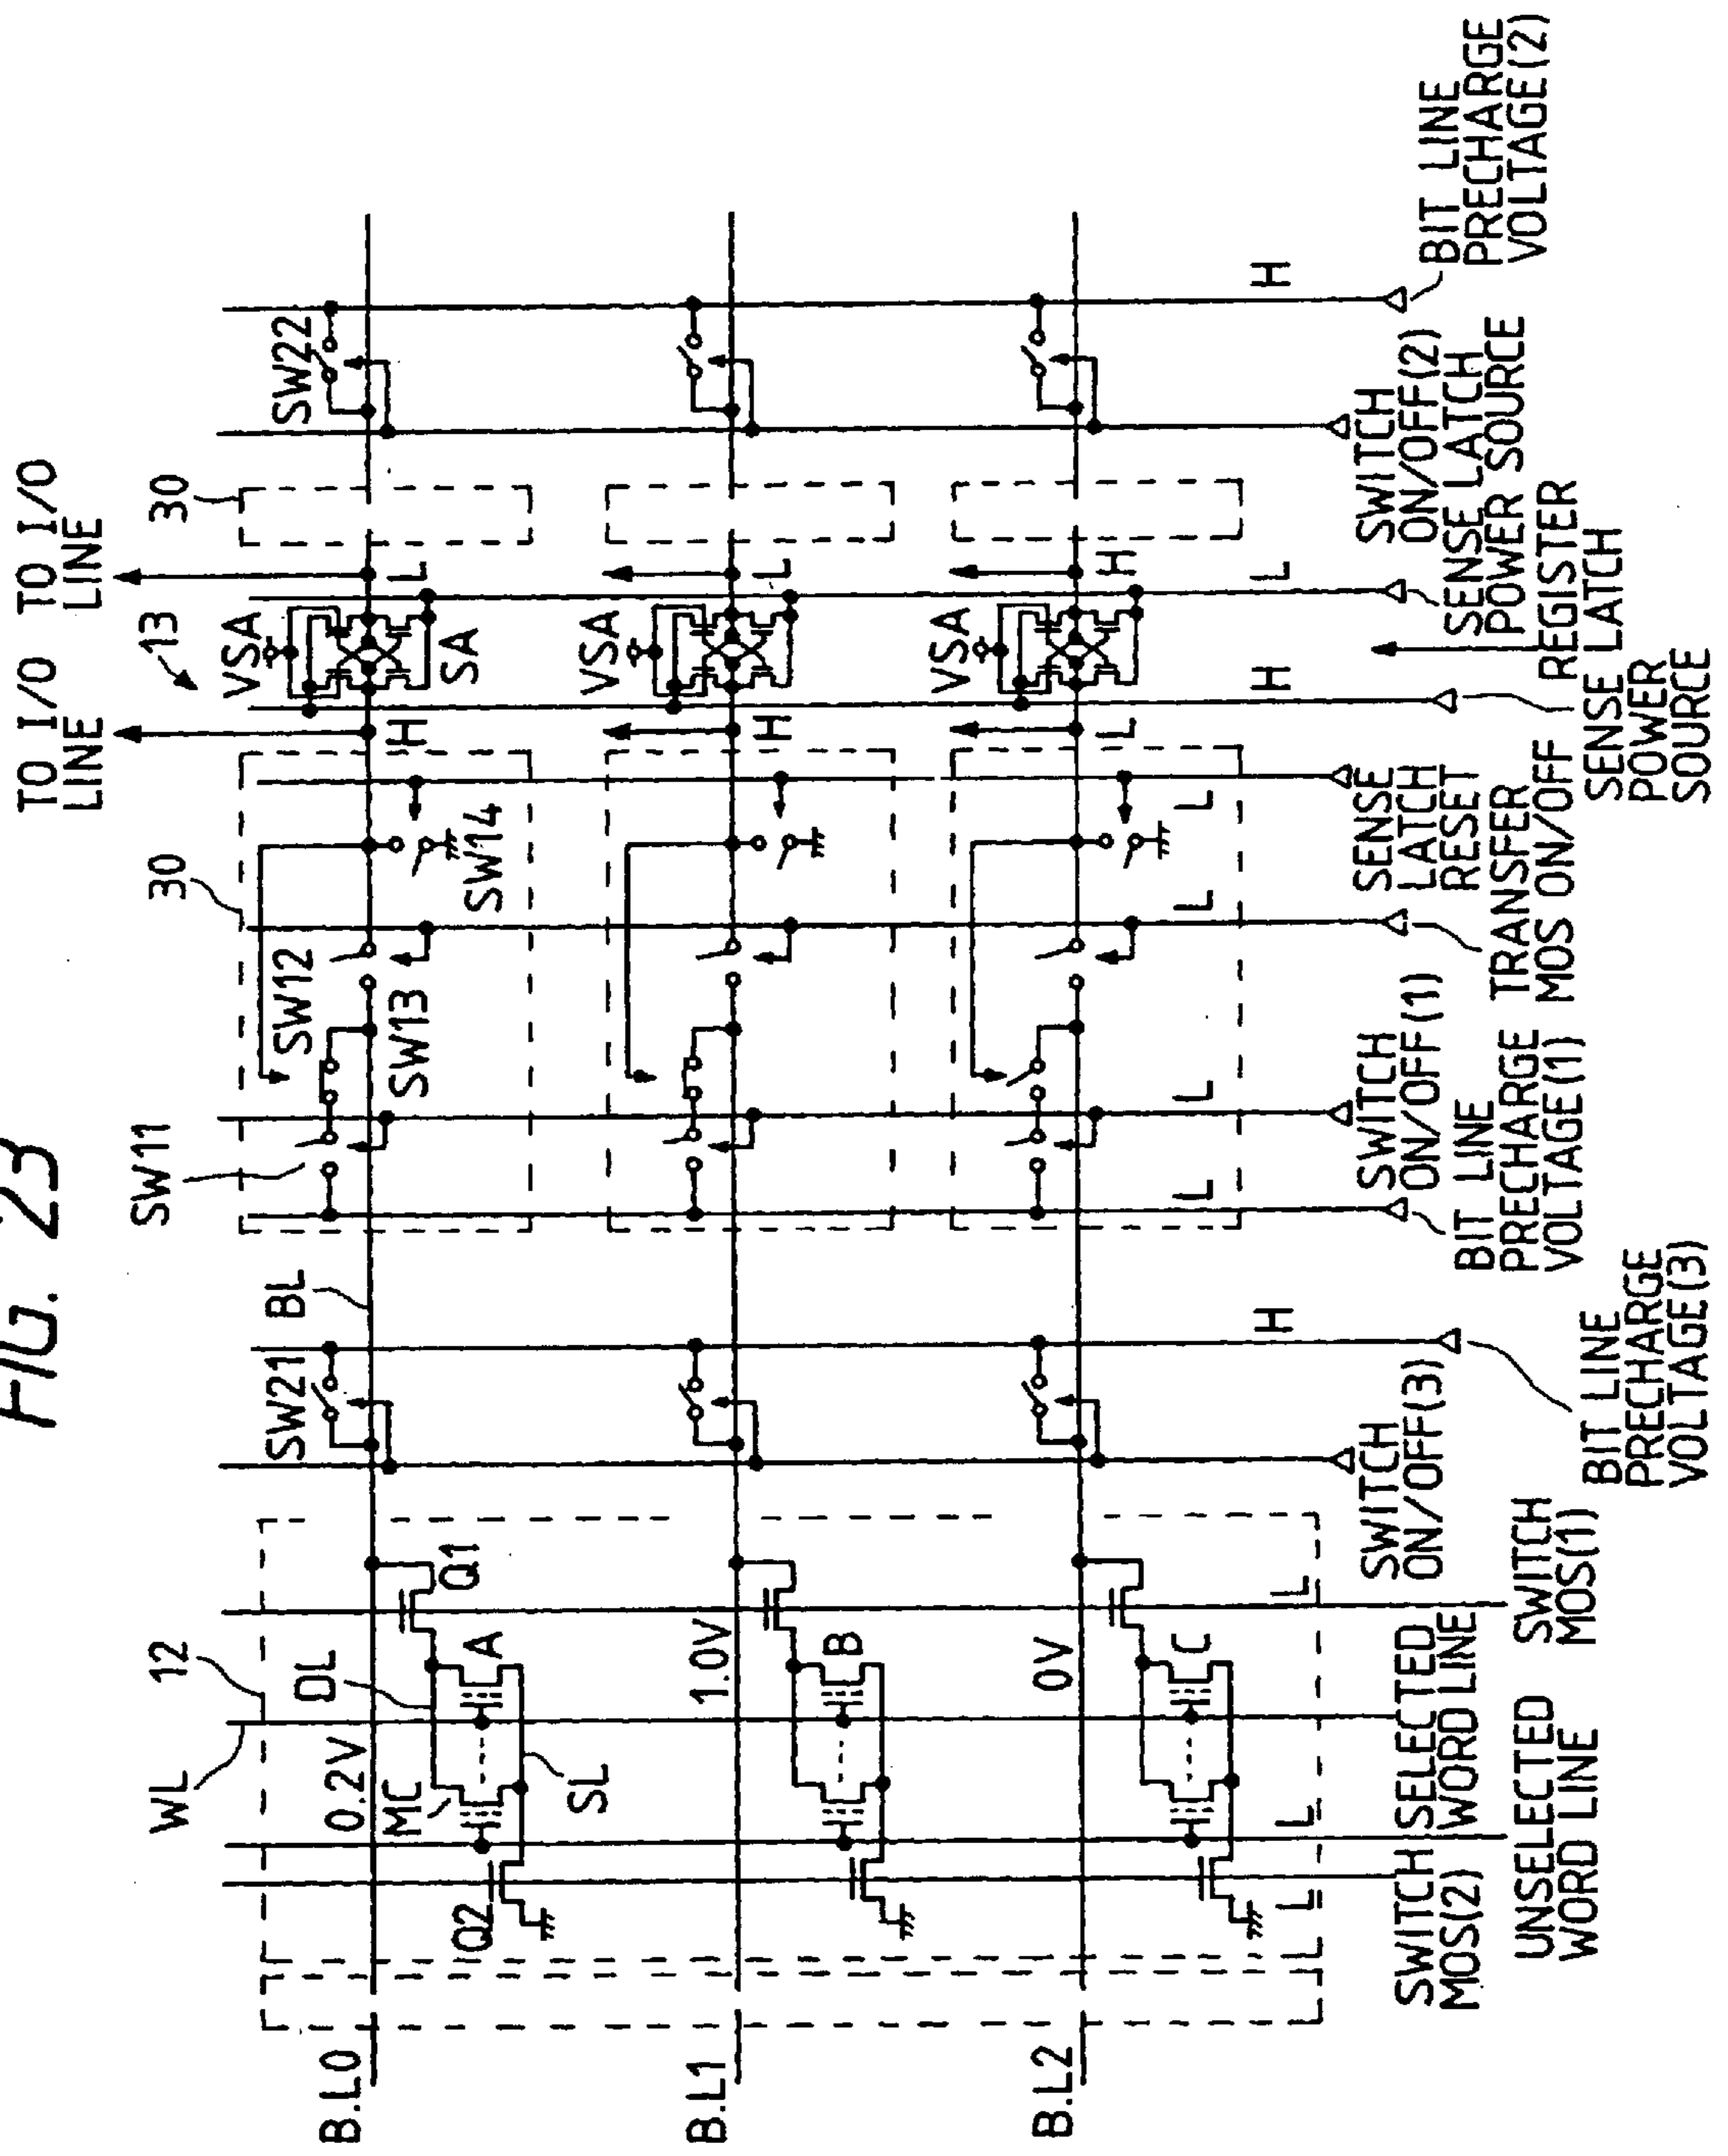 FIG. 23
TO I/O
LINE
TO I/O
LINE
13
WL
12
SW11
30
30
DL
SW21
BL
SW12
SW22
0.2V
MC
A
Q1
SW13
SW14
VSA
SA
H
L
Q2
SL
B.L0
1.0V
B
VSA
H
L
B.L1
0V
C
VSA
L
H
B.L2
L
L
L
H
L
L
L
L
H
L
H
SWITCH
MOS(2)
UNSELECTED
WORD LINE
SELECTED
WORD LINE
SWITCH
MOS(1)
SWITCH
ON/OFF(3)
BIT LINE
PRECHARGE
VOLTAGE(3)
BIT LINE
PRECHARGE
VOLTAGE(1)
SWITCH
ON/OFF(1)
TRANSFER
MOS ON/OFF
SENSE
LATCH
RESET
SENSE LATCH
POWER
SOURCE
REGISTER
SENSE LATCH
POWER SOURCE
SWITCH
ON/OFF(2)
BIT LINE
PRECHARGE
VOLTAGE(2)